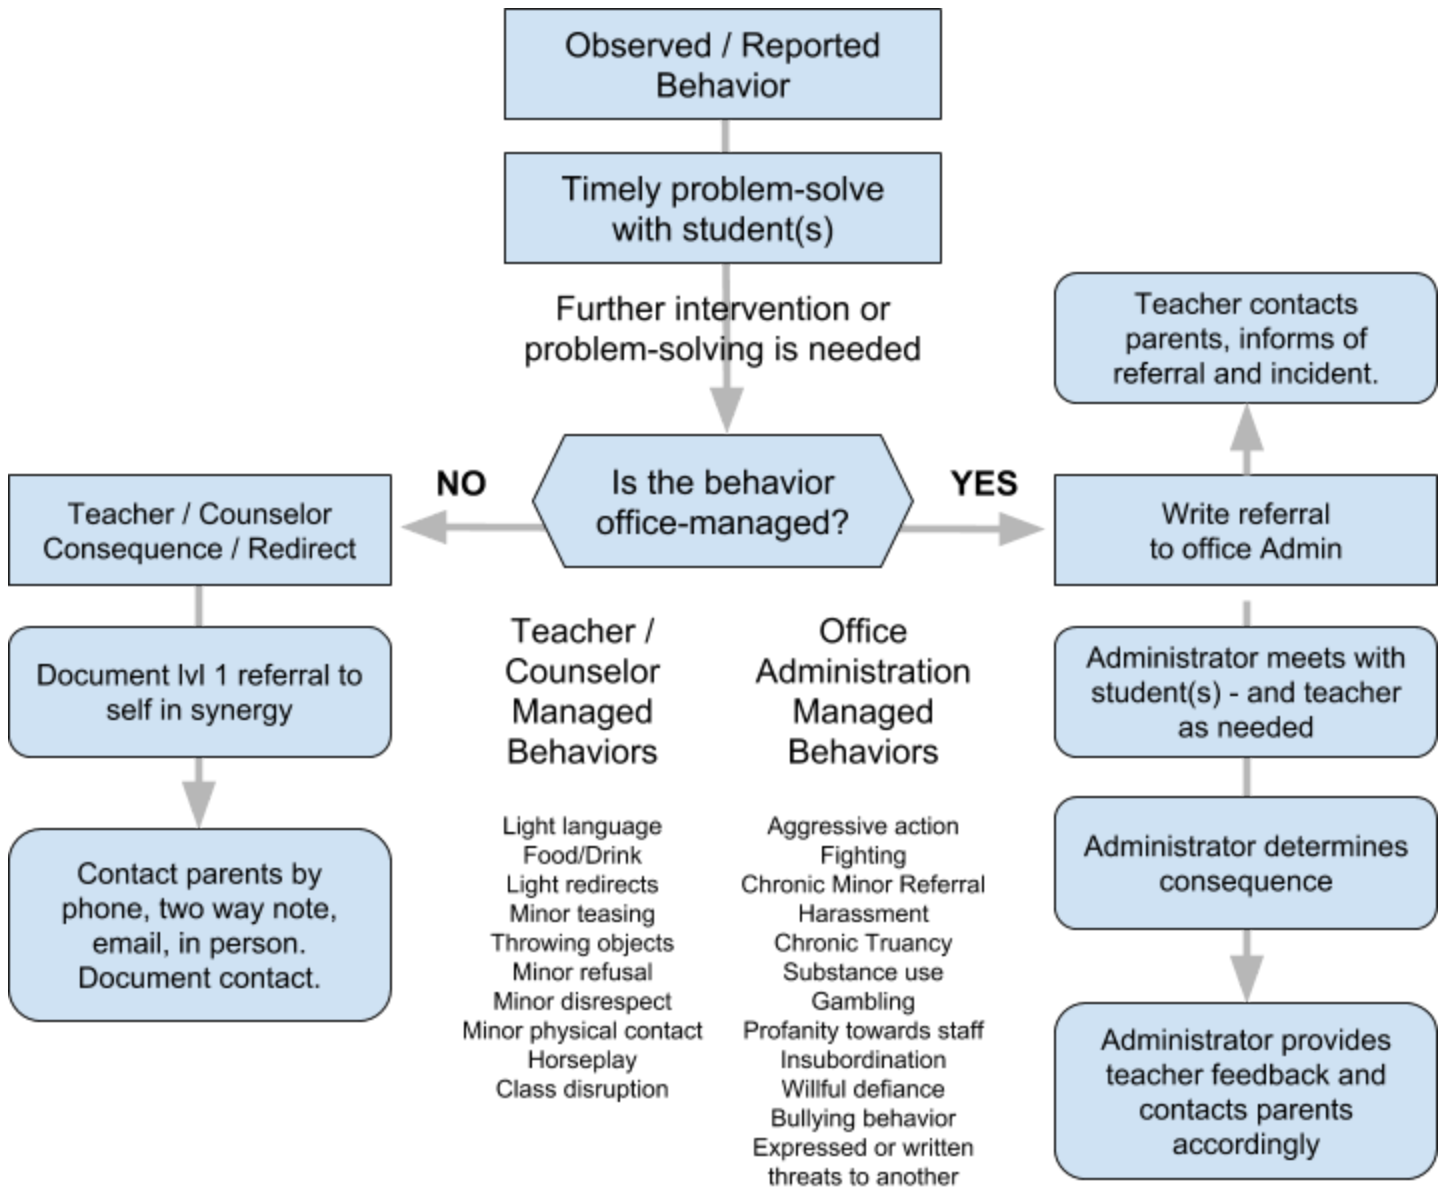 Observed / Reported
Behavior
Timely problem-solve
with student(s)
Further intervention or
problem-solving is needed
Is the behavior
office-managed?
NO
YES
Teacher / Counselor
Consequence / Redirect
Document lvl 1 referral to
self in synergy
Contact parents by
phone, two way note,
email, in person.
Document contact.
Teacher /
Counselor
Managed
Behaviors
Light language
Food/Drink
Light redirects
Minor teasing
Throwing objects
Minor refusal
Minor disrespect
Minor physical contact
Horseplay
Class disruption
Office
Administration
Managed
Behaviors
Aggressive action
Fighting
Chronic Minor Referral
Harassment
Chronic Truancy
Substance use
Gambling
Profanity towards staff
Insubordination
Willful defiance
Bullying behavior
Expressed or written
threats to another
Teacher contacts
parents, informs of
referral and incident.
Write referral
to office Admin
Administrator meets with
student(s) - and teacher
as needed
Administrator determines
consequence
Administrator provides
teacher feedback and
contacts parents
accordingly